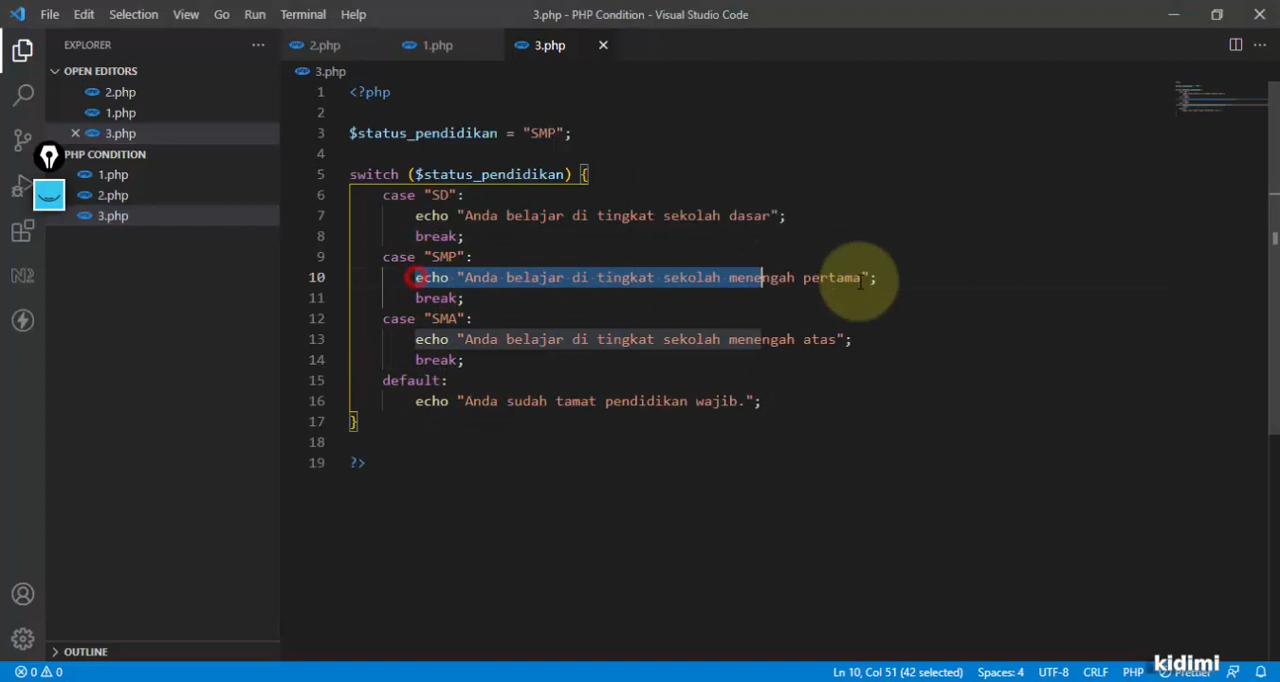 File Edit Selection View Go Run Terminal Help 3.php - PHP Condition - Visual Studio Code
EXPLORER
2.php 1.php 3.php
OPEN EDITORS
2.php
1.php
3.php
PHP CONDITION
1.php
2.php
3.php
N2
OUTLINE
3.php
1 <?php
2
3 $status_pendidikan = "SMP";
4
5 switch ($status_pendidikan) {
6 case "SD":
7 echo "Anda belajar di tingkat sekolah dasar";
8 break;
9 case "SMP":
10 echo "Anda belajar di tingkat sekolah menengah pertama";
11 break;
12 case "SMA":
13 echo "Anda belajar di tingkat sekolah menengah atas";
14 break;
15 default:
16 echo "Anda sudah tamat pendidikan wajib.";
17 }
18
19 ?>
kidimi
0 0 Ln 10, Col 51 (42 selected) Spaces: 4 UTF-8 CRLF PHP Prettier